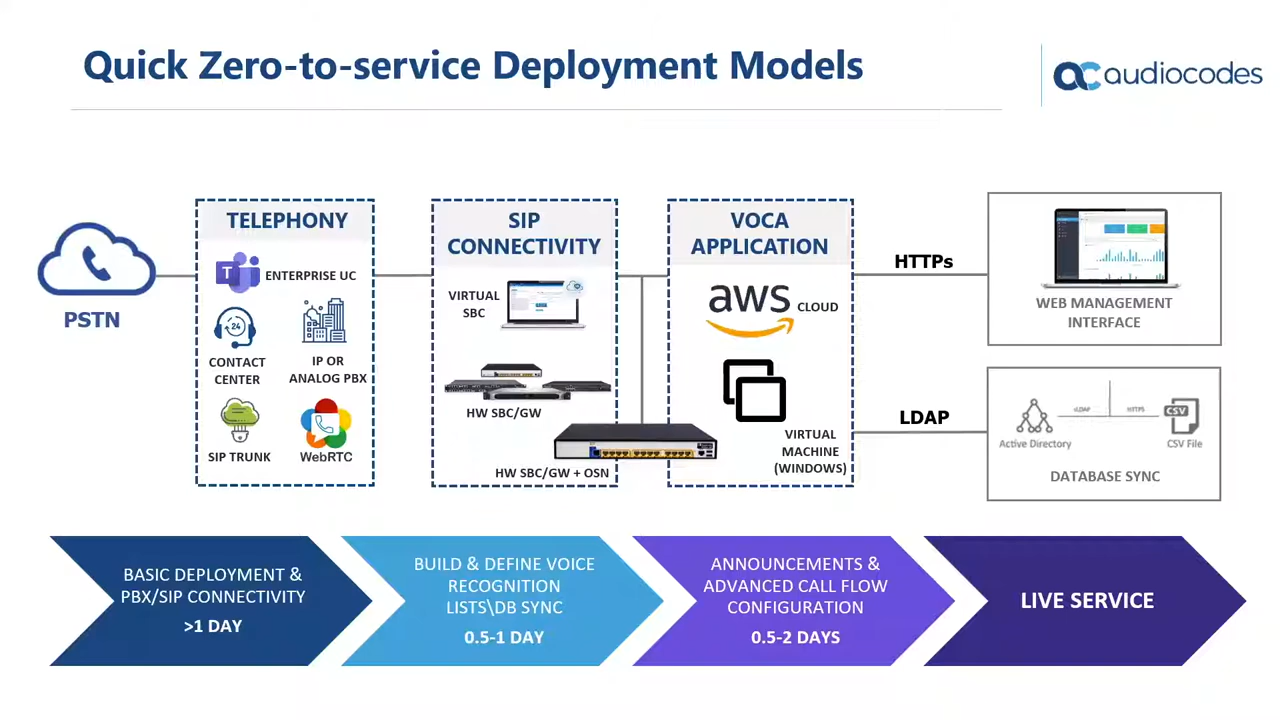 Quick Zero-to-service Deployment Models
audiocodes
PSTN
TELEPHONY
T
ENTERPRISE UC
24
CONTACT
CENTER
IP OR
ANALOG PBX
SIP TRUNK
WebRTC
SIP
CONNECTIVITY
VIRTUAL
SBC
HW SBC/GW
HW SBC/GW + OSN
VOCA
APPLICATION
aws
CLOUD
VIRTUAL
MACHINE
(WINDOWS)
HTTPs
LDAP
WEB MANAGEMENT
INTERFACE
LDAP
HTTPS
CSV
Active Directory
CSV File
DATABASE SYNC
BASIC DEPLOYMENT &
PBX/SIP CONNECTIVITY
>1 DAY
BUILD & DEFINE VOICE
RECOGNITION
LISTS\DB SYNC
0.5-1 DAY
ANNOUNCEMENTS &
ADVANCED CALL FLOW
CONFIGURATION
0.5-2 DAYS
LIVE SERVICE